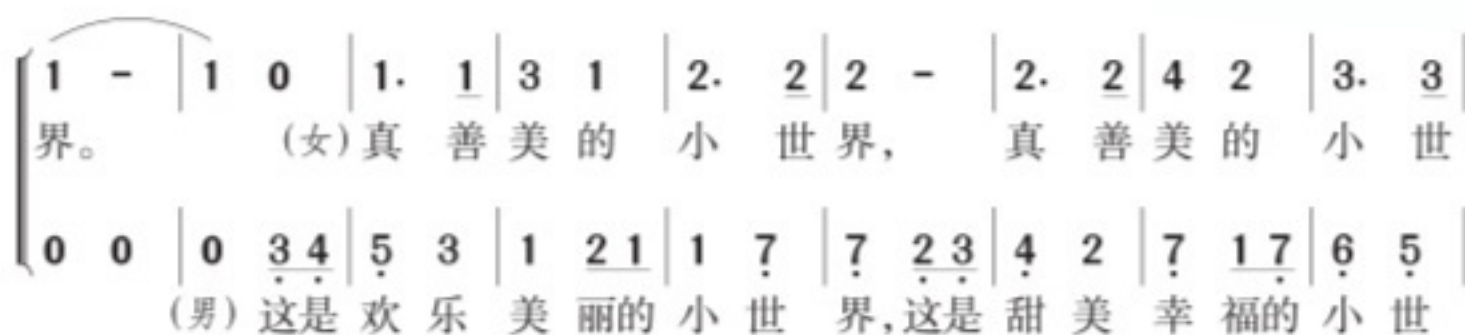 1 - | 1 0 | 1. 1 | 3 1 | 2. 2 | 2 - | 2. 2 | 4 2 | 3. 3
界。 (女)真 善 美 的 小 世 界, 真 善 美 的 小 世
0 0 | 0 3 4 | 5 3 | 1 2 1 | 1 7 | 7 2 3 | 4 2 | 7 1 7 | 6 5
(男) 这是 欢 乐 美 丽的 小 世 界,这是 甜 美 幸 福的 小 世